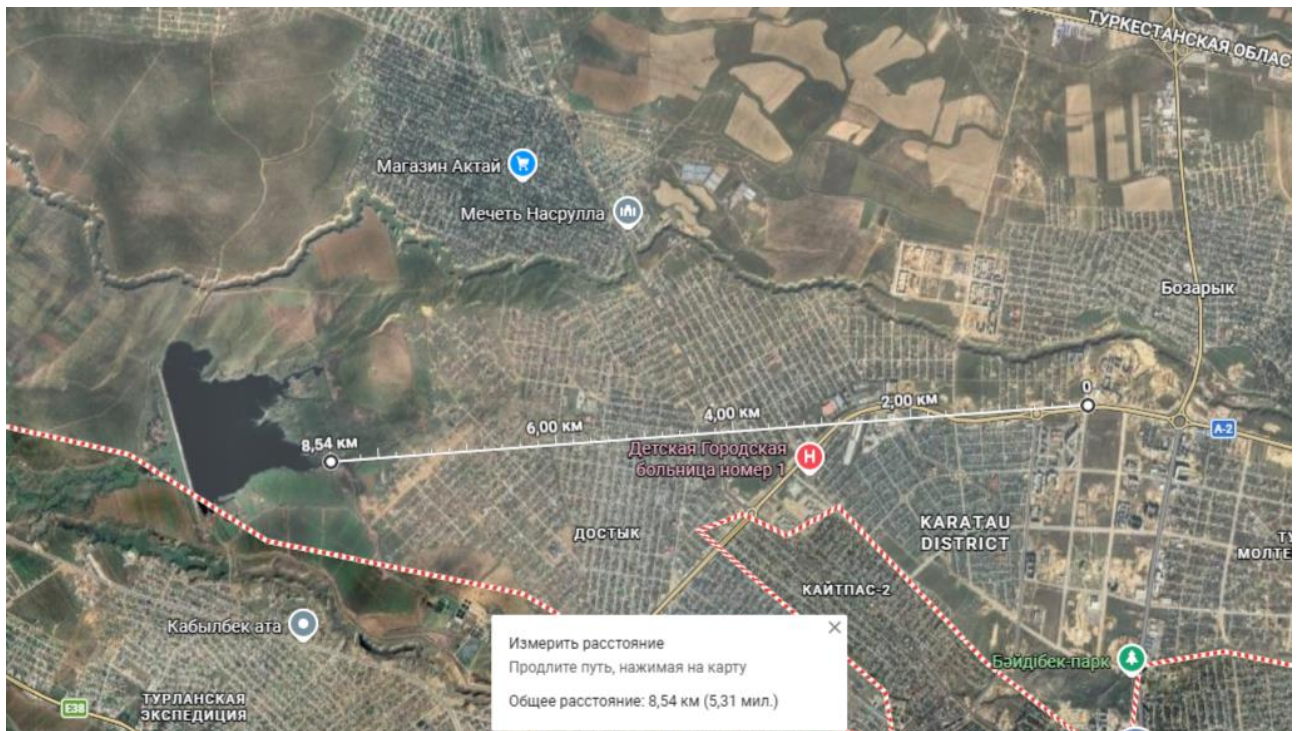 ТУРКЕСТАНСКАЯ ОБЛАС
Магазин Актай
Мечеть Насрулла
Бозарык
0
2,00 км
4,00 км
6,00 км
8,54 км
A-2
Детская Городская
больница номер 1
ДОСТЫК
KARATAU
DISTRICT
ТУ
МОЛТЕ
КАЙТПАС-2
Кабылбек ата
Бәйдібек-парк
E38
ТУРЛАНСКАЯ
ЭКСПЕДИЦИЯ
Измерить расстояние
Продлите путь, нажимая на карту
Общее расстояние: 8,54 км (5,31 мил.)